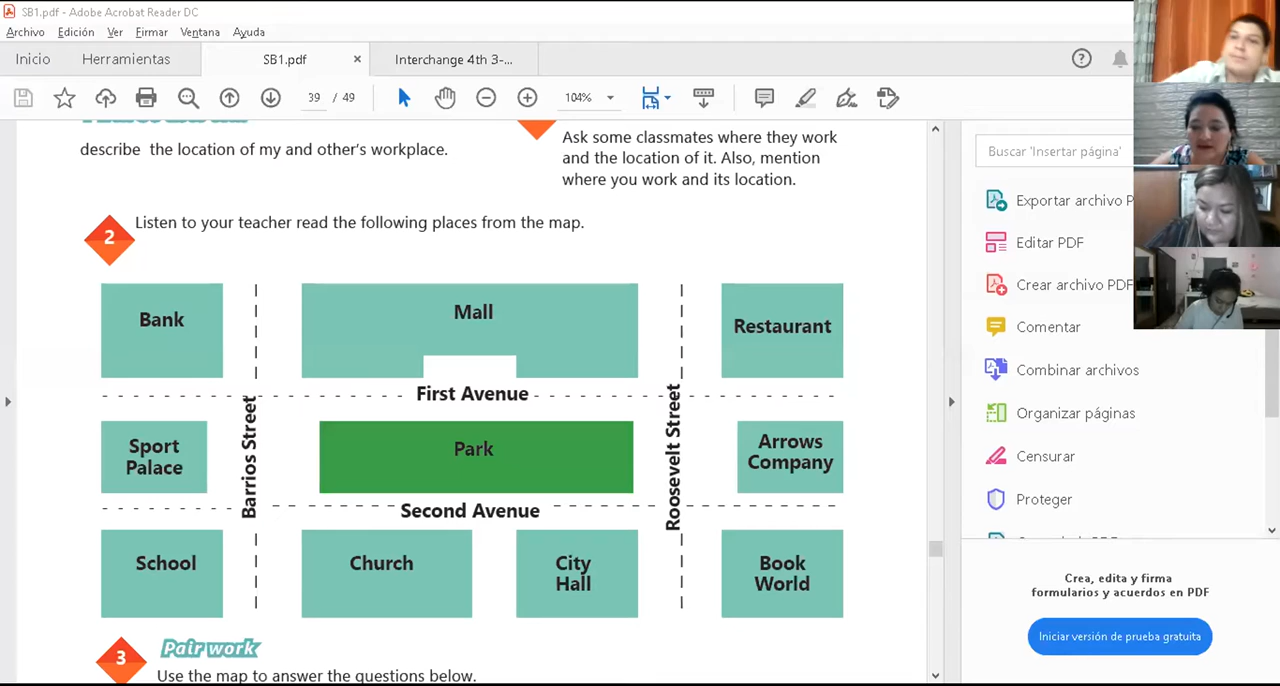 SB1.pdf - Adobe Acrobat Reader DC
Archivo Edición Ver Firmar Ventana Ayuda
Inicio Herramientas SB1.pdf × Interchange 4th 3-...
39 / 49 104%
describe the location of my and other's workplace.
Ask some classmates where they work
and the location of it. Also, mention
where you work and its location.
2 Listen to your teacher read the following places from the map.
Bank Mall Restaurant
First Avenue
Barrios Street
Roosevelt Street
Sport
Palace
Park
Arrows
Company
Second Avenue
School Church
City
Hall
Book
World
3 Pair work
Use the map to answer the questions below.
Buscar 'Insertar página'
Exportar archivo P
Editar PDF
Crear archivo PDF
Comentar
Combinar archivos
Organizar páginas
Censurar
Proteger
Crea, edita y firma
formularios y acuerdos en PDF
Iniciar versión de prueba gratuita